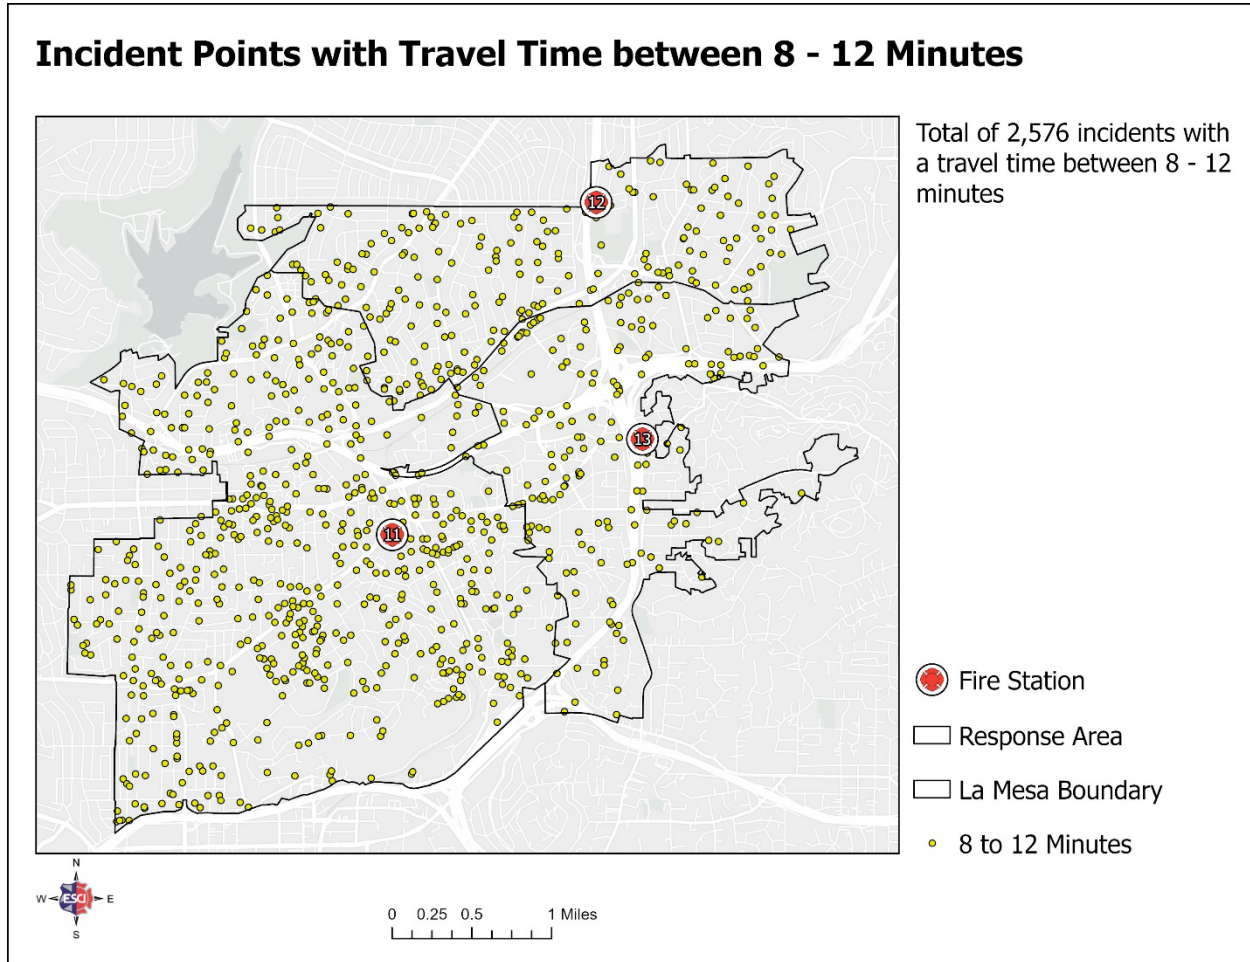 Incident Points with Travel Time between 8 - 12 Minutes
Total of 2,576 incidents with
a travel time between 8 - 12
minutes
12
13
11
Fire Station
Response Area
La Mesa Boundary
8 to 12 Minutes
N
W ESCI E
S
0 0.25 0.5 1 Miles